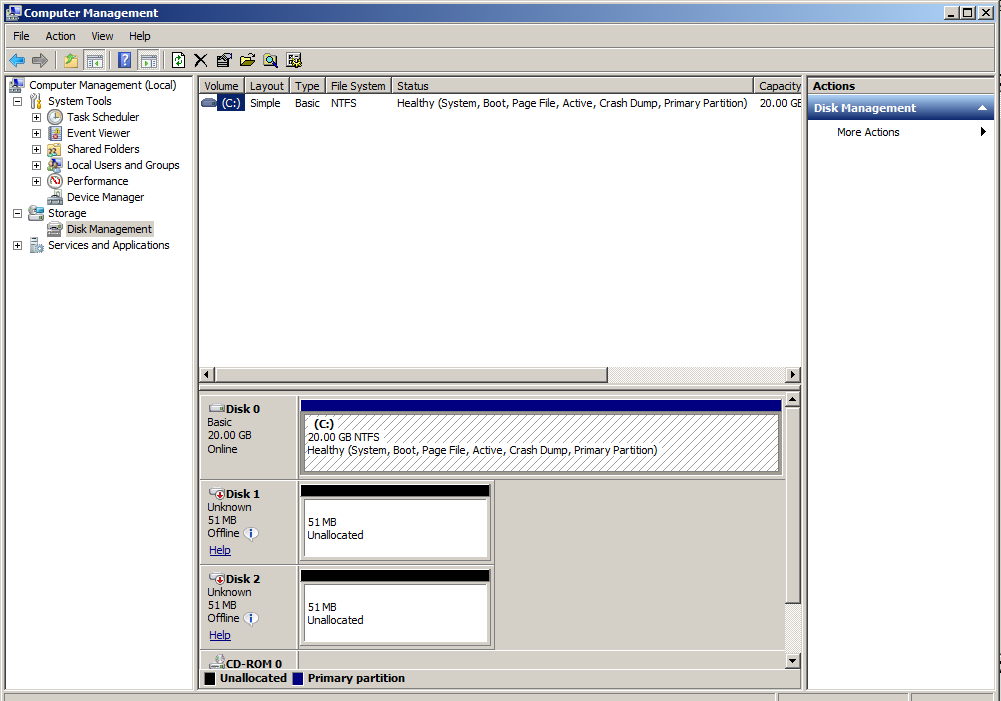 Computer Management
File Action View Help
Computer Management (Local)
System Tools
Task Scheduler
Event Viewer
Shared Folders
Local Users and Groups
Performance
Device Manager
Storage
Disk Management
Services and Applications
Volume Layout Type File System Status Capacity
(C:) Simple Basic NTFS Healthy (System, Boot, Page File, Active, Crash Dump, Primary Partition) 20.00 GB
Disk 0
Basic
20.00 GB
Online
(C:)
20.00 GB NTFS
Healthy (System, Boot, Page File, Active, Crash Dump, Primary Partition)
Disk 1
Unknown
51 MB
Offline
Help
51 MB
Unallocated
Disk 2
Unknown
51 MB
Offline
Help
51 MB
Unallocated
CD-ROM 0
Unallocated Primary partition
Actions
Disk Management
More Actions